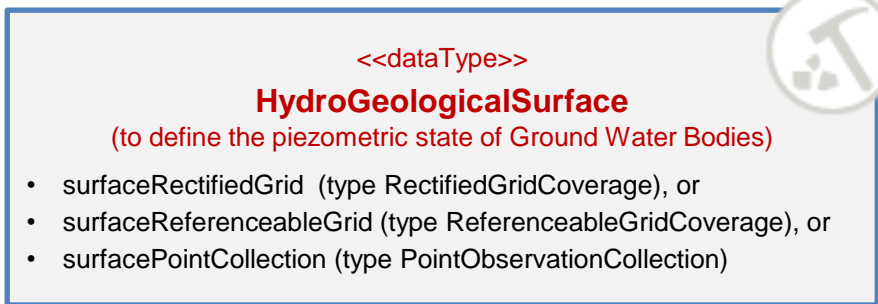 <<dataType>>
HydroGeologicalSurface
(to define the piezometric state of Ground Water Bodies)
• surfaceRectifiedGrid (type RectifiedGridCoverage), or
• surfaceReferenceableGrid (type ReferenceableGridCoverage), or
• surfacePointCollection (type PointObservationCollection)